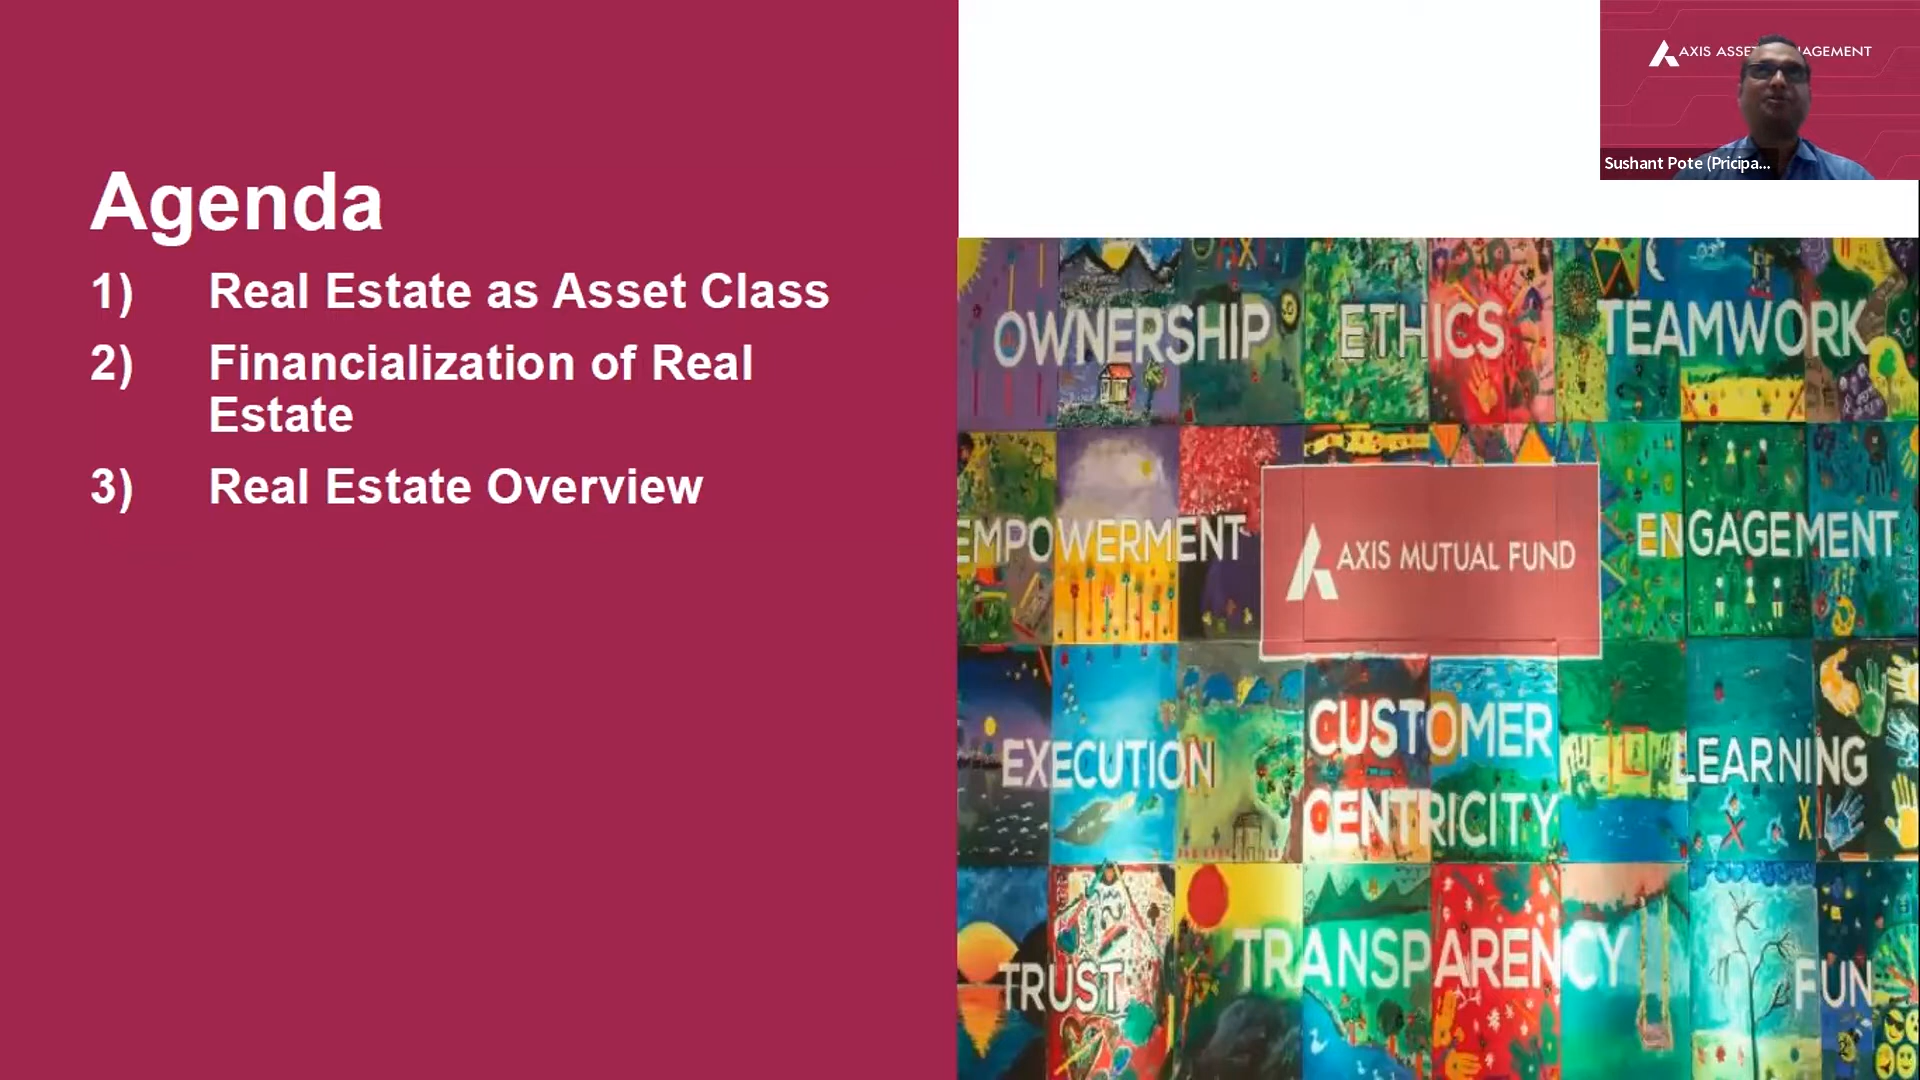 Agenda
1) Real Estate as Asset Class
2) Financialization of Real
Estate
3) Real Estate Overview
AXIS ASSET AGEMENT
Sushant Pote (Pricipa...
OWNERSHIP ETHICS TEAMWORK
EMPOWERMENT AXIS MUTUAL FUND ENGAGEMENT
EXECUTION CUSTOMER
CENTRICITY LEARNING
TRUST TRANSPARENCY FUN